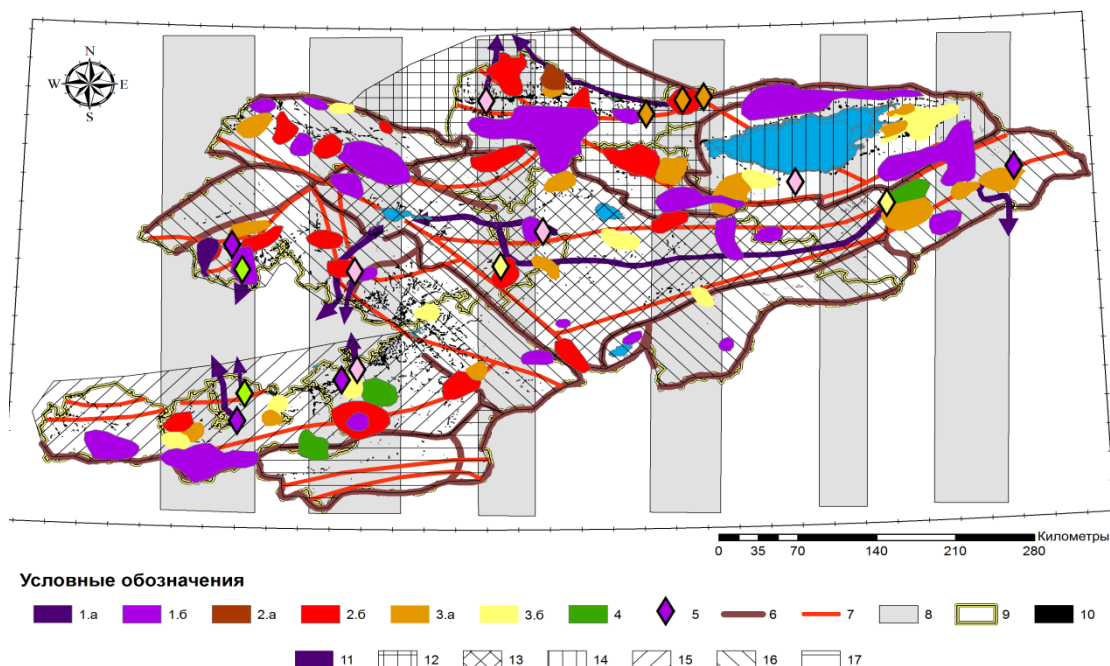 N
W E
S
Километры
0 35 70 140 210 280
Условные обозначения
1.а 1.б 2.а 2.б 3.а 3.б 4 5 6 7 8 9 10
11 12 13 14 15 16 17